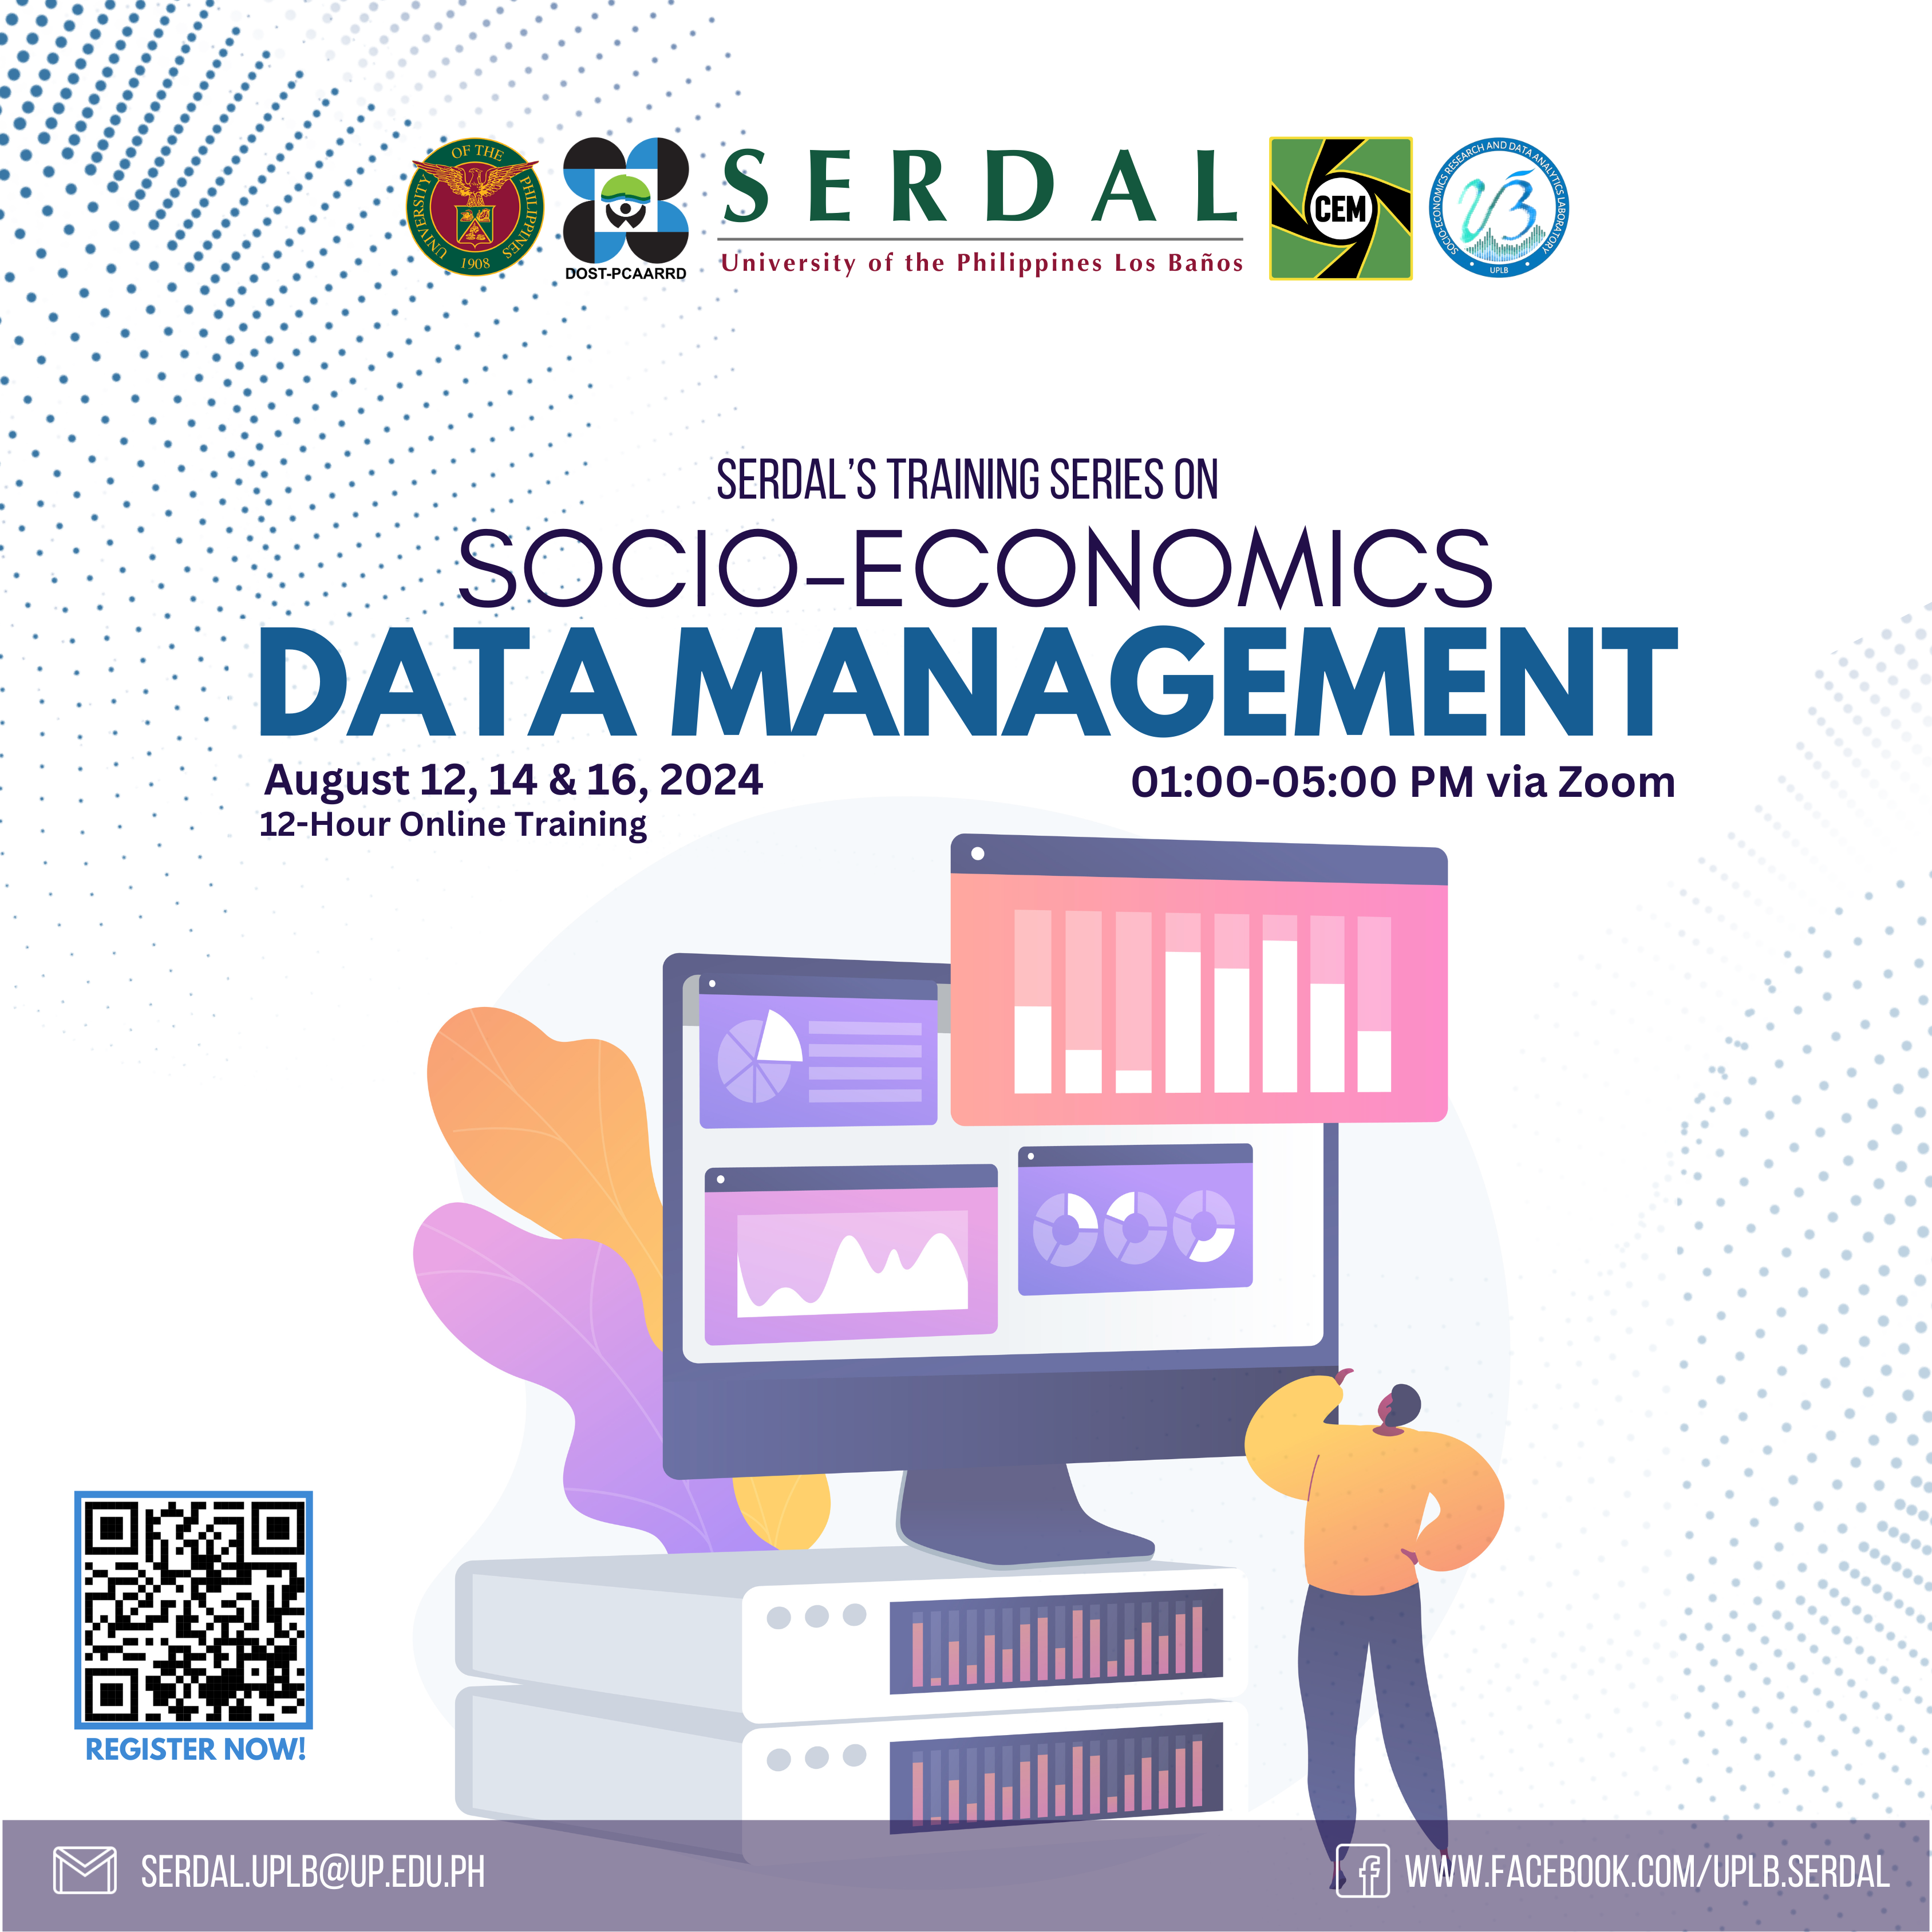 UNIVERSITY OF THE PHILIPPINES
1908
DOST-PCAARRD
SERDAL
University of the Philippines Los Baños
CEM
SOCIO-ECONOMICS RESEARCH AND DATA ANALYTICS LABORATORY
UPLB
SERDAL'S TRAINING SERIES ON
SOCIO-ECONOMICS
DATA MANAGEMENT
August 12, 14 & 16, 2024
01:00-05:00 PM via Zoom
12-Hour Online Training
REGISTER NOW!
SERDAL.UPLB@UP.EDU.PH
WWW.FACEBOOK.COM/UPLB.SERDAL